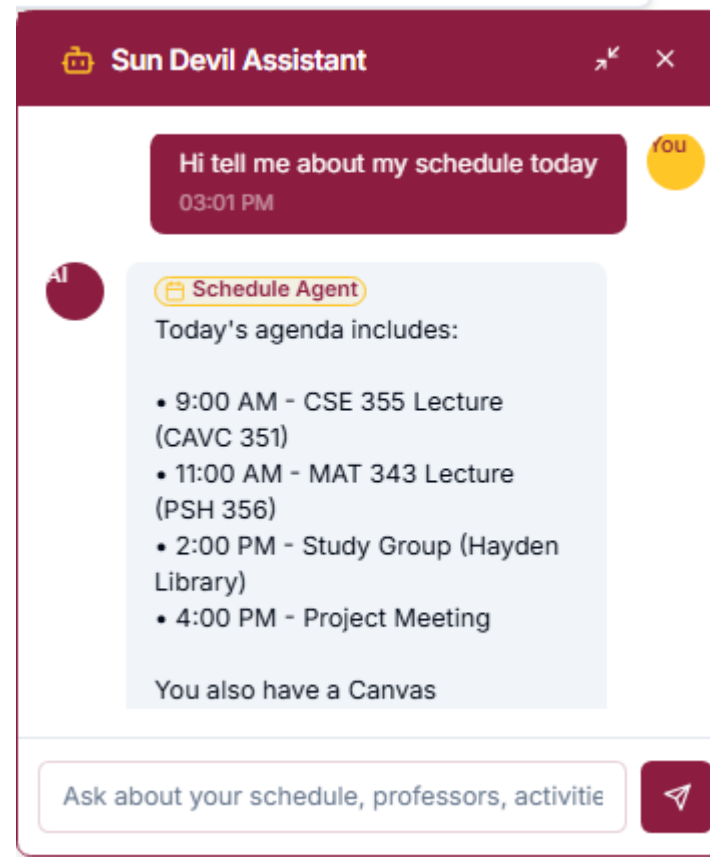 Sun Devil Assistant
Hi tell me about my schedule today
You
03:01 PM
AI
Schedule Agent
Today's agenda includes:
• 9:00 AM - CSE 355 Lecture
(CAVC 351)
• 11:00 AM - MAT 343 Lecture
(PSH 356)
• 2:00 PM - Study Group (Hayden
Library)
• 4:00 PM - Project Meeting
You also have a Canvas
Ask about your schedule, professors, activitie